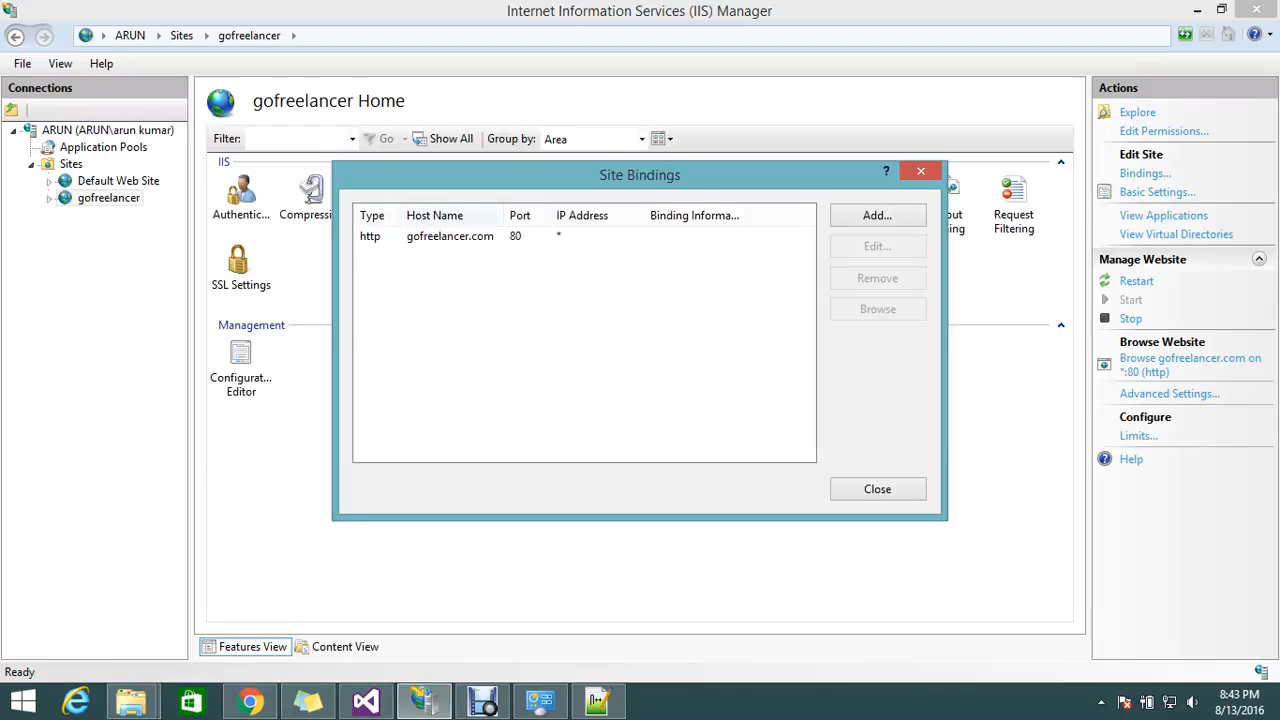 Internet Information Services (IIS) Manager
ARUN
Sites
gofreelancer
File
View
Help
Connections
ARUN (ARUN\arun kumar)
Application Pools
Sites
Default Web Site
gofreelancer
gofreelancer Home
Filter:
Go
Show All
Group by:
Area
IIS
Authentic...
Compressi
SSL Settings
Request
Filtering
Management
Configurat...
Editor
Site Bindings
?
Type Host Name Port IP Address Binding Informa...
http gofreelancer.com 80 *
Add...
Edit...
Remove
Browse
Close
Features View
Content View
Ready
Actions
Explore
Edit Permissions...
Edit Site
Bindings...
Basic Settings...
View Applications
View Virtual Directories
Manage Website
Restart
Start
Stop
Browse Website
Browse gofreelancer.com on
*:80 (http)
Advanced Settings...
Configure
Limits...
Help
8:43 PM
8/13/2016